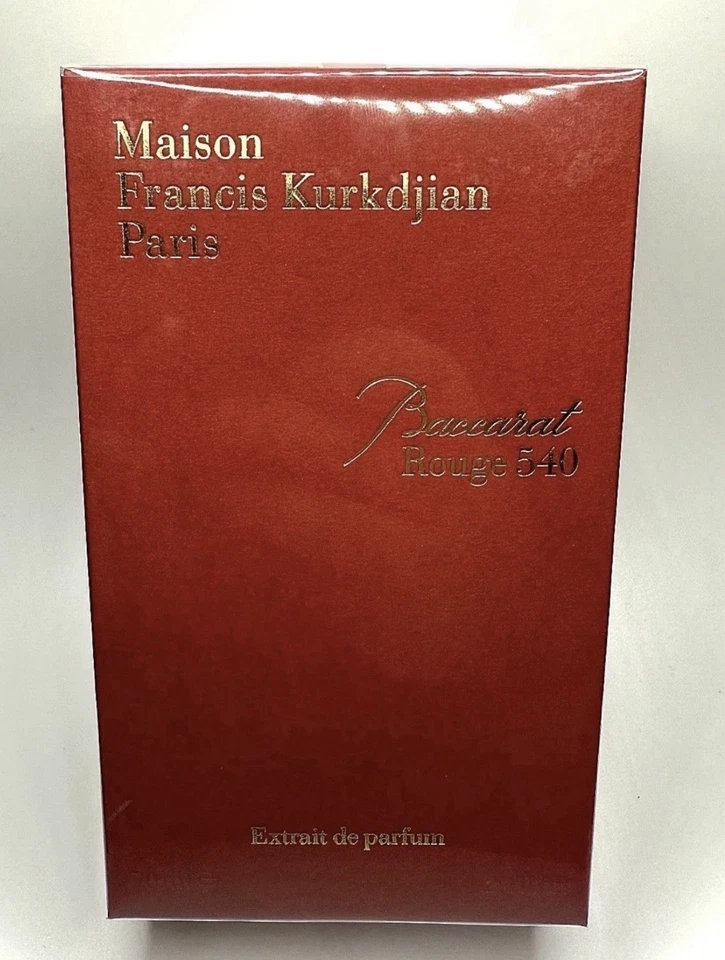 Maison
Francis Kurkdjian
Paris
Baccarat
Rouge 540
Extrait de parfum